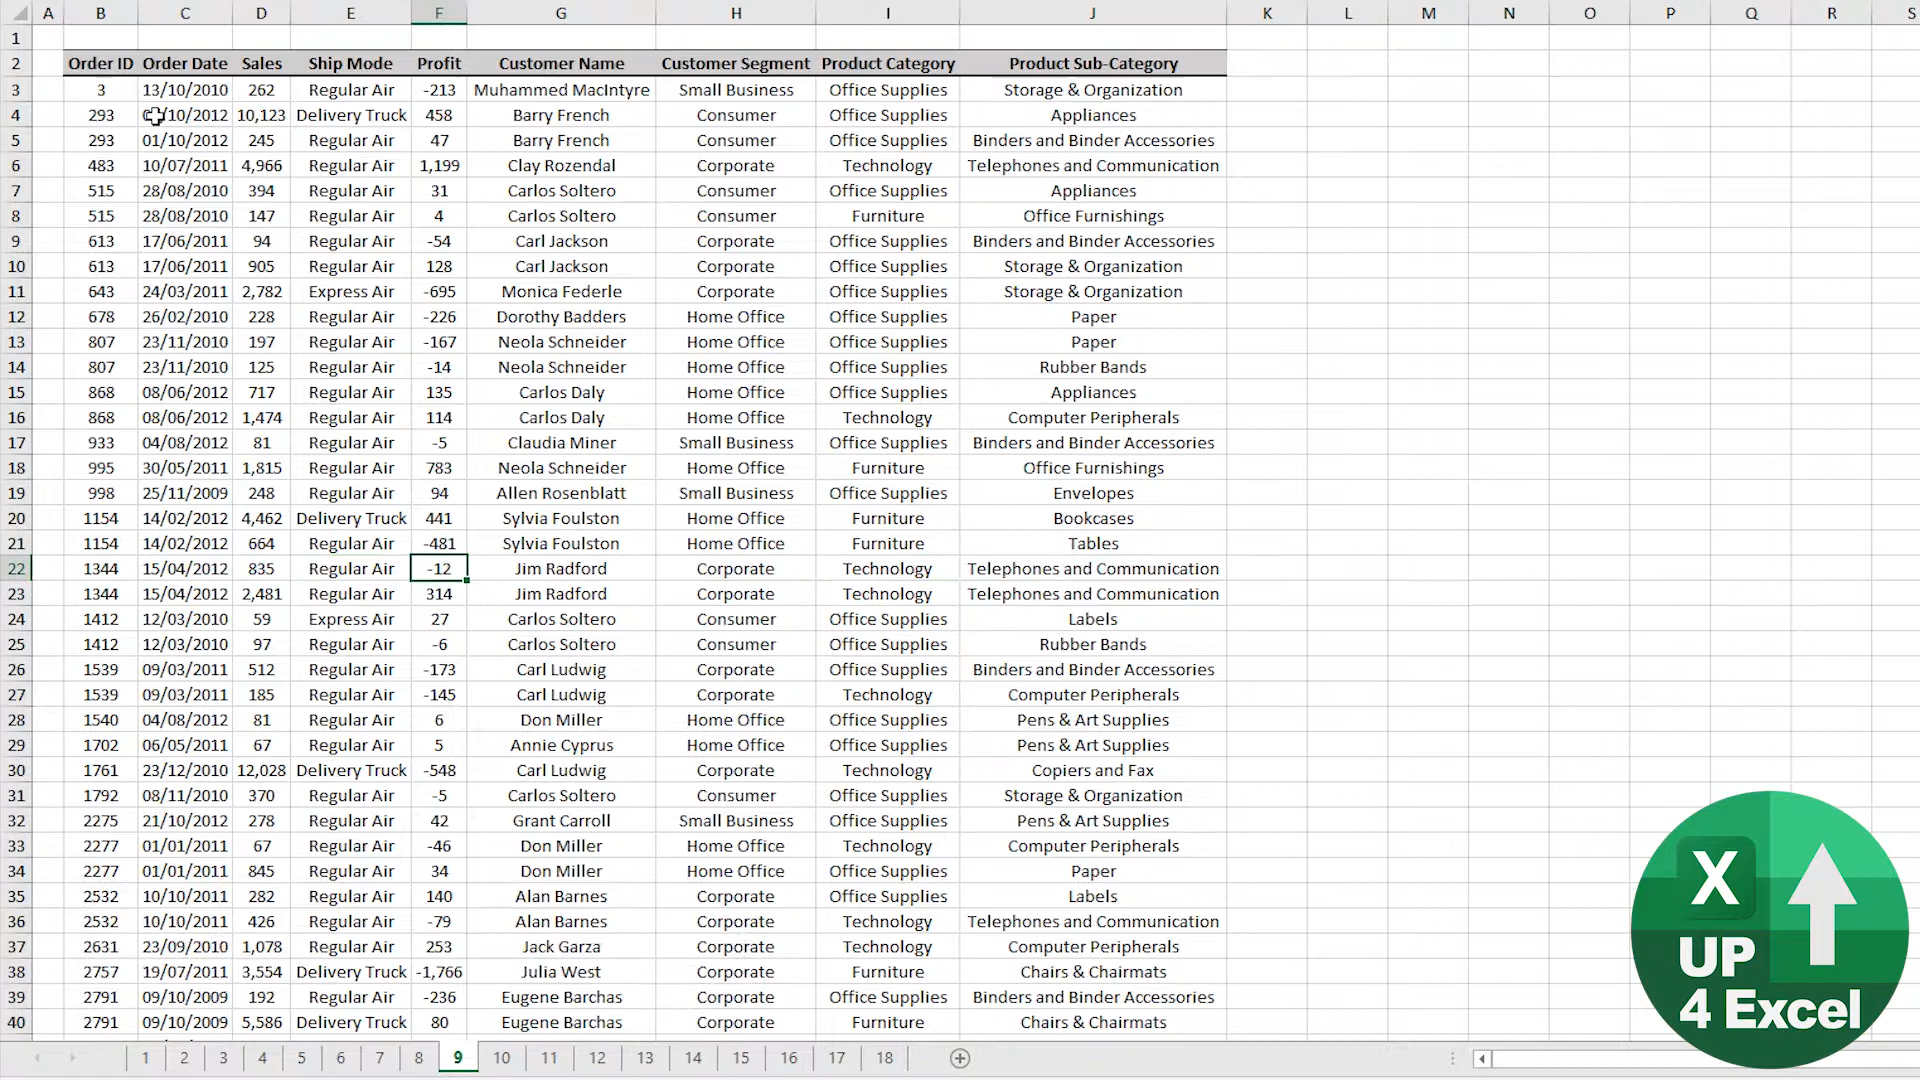 A B C D E F G H I J K L M N O P Q R S
1
2 Order ID Order Date Sales Ship Mode Profit Customer Name Customer Segment Product Category Product Sub-Category
3 3 13/10/2010 262 Regular Air -213 Muhammed MacIntyre Small Business Office Supplies Storage & Organization
4 293 /10/2012 10,123 Delivery Truck 458 Barry French Consumer Office Supplies Appliances
5 293 01/10/2012 245 Regular Air 47 Barry French Consumer Office Supplies Binders and Binder Accessories
6 483 10/07/2011 4,966 Regular Air 1,199 Clay Rozendal Corporate Technology Telephones and Communication
7 515 28/08/2010 394 Regular Air 31 Carlos Soltero Consumer Office Supplies Appliances
8 515 28/08/2010 147 Regular Air 4 Carlos Soltero Consumer Furniture Office Furnishings
9 613 17/06/2011 94 Regular Air -54 Carl Jackson Corporate Office Supplies Binders and Binder Accessories
10 613 17/06/2011 905 Regular Air 128 Carl Jackson Corporate Office Supplies Storage & Organization
11 643 24/03/2011 2,782 Express Air -695 Monica Federle Corporate Office Supplies Storage & Organization
12 678 26/02/2010 228 Regular Air -226 Dorothy Badders Home Office Office Supplies Paper
13 807 23/11/2010 197 Regular Air -167 Neola Schneider Home Office Office Supplies Paper
14 807 23/11/2010 125 Regular Air -14 Neola Schneider Home Office Office Supplies Rubber Bands
15 868 08/06/2012 717 Regular Air 135 Carlos Daly Home Office Office Supplies Appliances
16 868 08/06/2012 1,474 Regular Air 114 Carlos Daly Home Office Technology Computer Peripherals
17 933 04/08/2012 81 Regular Air -5 Claudia Miner Small Business Office Supplies Binders and Binder Accessories
18 995 30/05/2011 1,815 Regular Air 783 Neola Schneider Home Office Furniture Office Furnishings
19 998 25/11/2009 248 Regular Air 94 Allen Rosenblatt Small Business Office Supplies Envelopes
20 1154 14/02/2012 4,462 Delivery Truck 441 Sylvia Foulston Home Office Furniture Bookcases
21 1154 14/02/2012 664 Regular Air -481 Sylvia Foulston Home Office Furniture Tables
22 1344 15/04/2012 835 Regular Air -12 Jim Radford Corporate Technology Telephones and Communication
23 1344 15/04/2012 2,481 Regular Air 314 Jim Radford Corporate Technology Telephones and Communication
24 1412 12/03/2010 59 Express Air 27 Carlos Soltero Consumer Office Supplies Labels
25 1412 12/03/2010 97 Regular Air -6 Carlos Soltero Consumer Office Supplies Rubber Bands
26 1539 09/03/2011 512 Regular Air -173 Carl Ludwig Corporate Office Supplies Binders and Binder Accessories
27 1539 09/03/2011 185 Regular Air -145 Carl Ludwig Corporate Technology Computer Peripherals
28 1540 04/08/2012 81 Regular Air 6 Don Miller Home Office Office Supplies Pens & Art Supplies
29 1702 06/05/2011 67 Regular Air 5 Annie Cyprus Home Office Office Supplies Pens & Art Supplies
30 1761 23/12/2010 12,028 Delivery Truck -548 Carl Ludwig Corporate Technology Copiers and Fax
31 1792 08/11/2010 370 Regular Air -5 Carlos Soltero Consumer Office Supplies Storage & Organization
32 2275 21/10/2012 278 Regular Air 42 Grant Carroll Small Business Office Supplies Pens & Art Supplies
33 2277 01/01/2011 67 Regular Air -46 Don Miller Home Office Technology Computer Peripherals
34 2277 01/01/2011 845 Regular Air 34 Don Miller Home Office Office Supplies Paper
35 2532 10/10/2011 282 Regular Air 140 Alan Barnes Corporate Office Supplies Labels
36 2532 10/10/2011 426 Regular Air -79 Alan Barnes Corporate Technology Telephones and Communication
37 2631 23/09/2010 1,078 Regular Air 253 Jack Garza Corporate Technology Computer Peripherals
38 2757 19/07/2011 3,554 Delivery Truck -1,766 Julia West Corporate Furniture Chairs & Chairmats
39 2791 09/10/2009 192 Regular Air -236 Eugene Barchas Corporate Office Supplies Binders and Binder Accessories
40 2791 09/10/2009 5,586 Delivery Truck 80 Eugene Barchas Corporate Furniture Chairs & Chairmats
1 2 3 4 5 6 7 8 9 10 11 12 13 14 15 16 17 18
X
UP
4 Excel